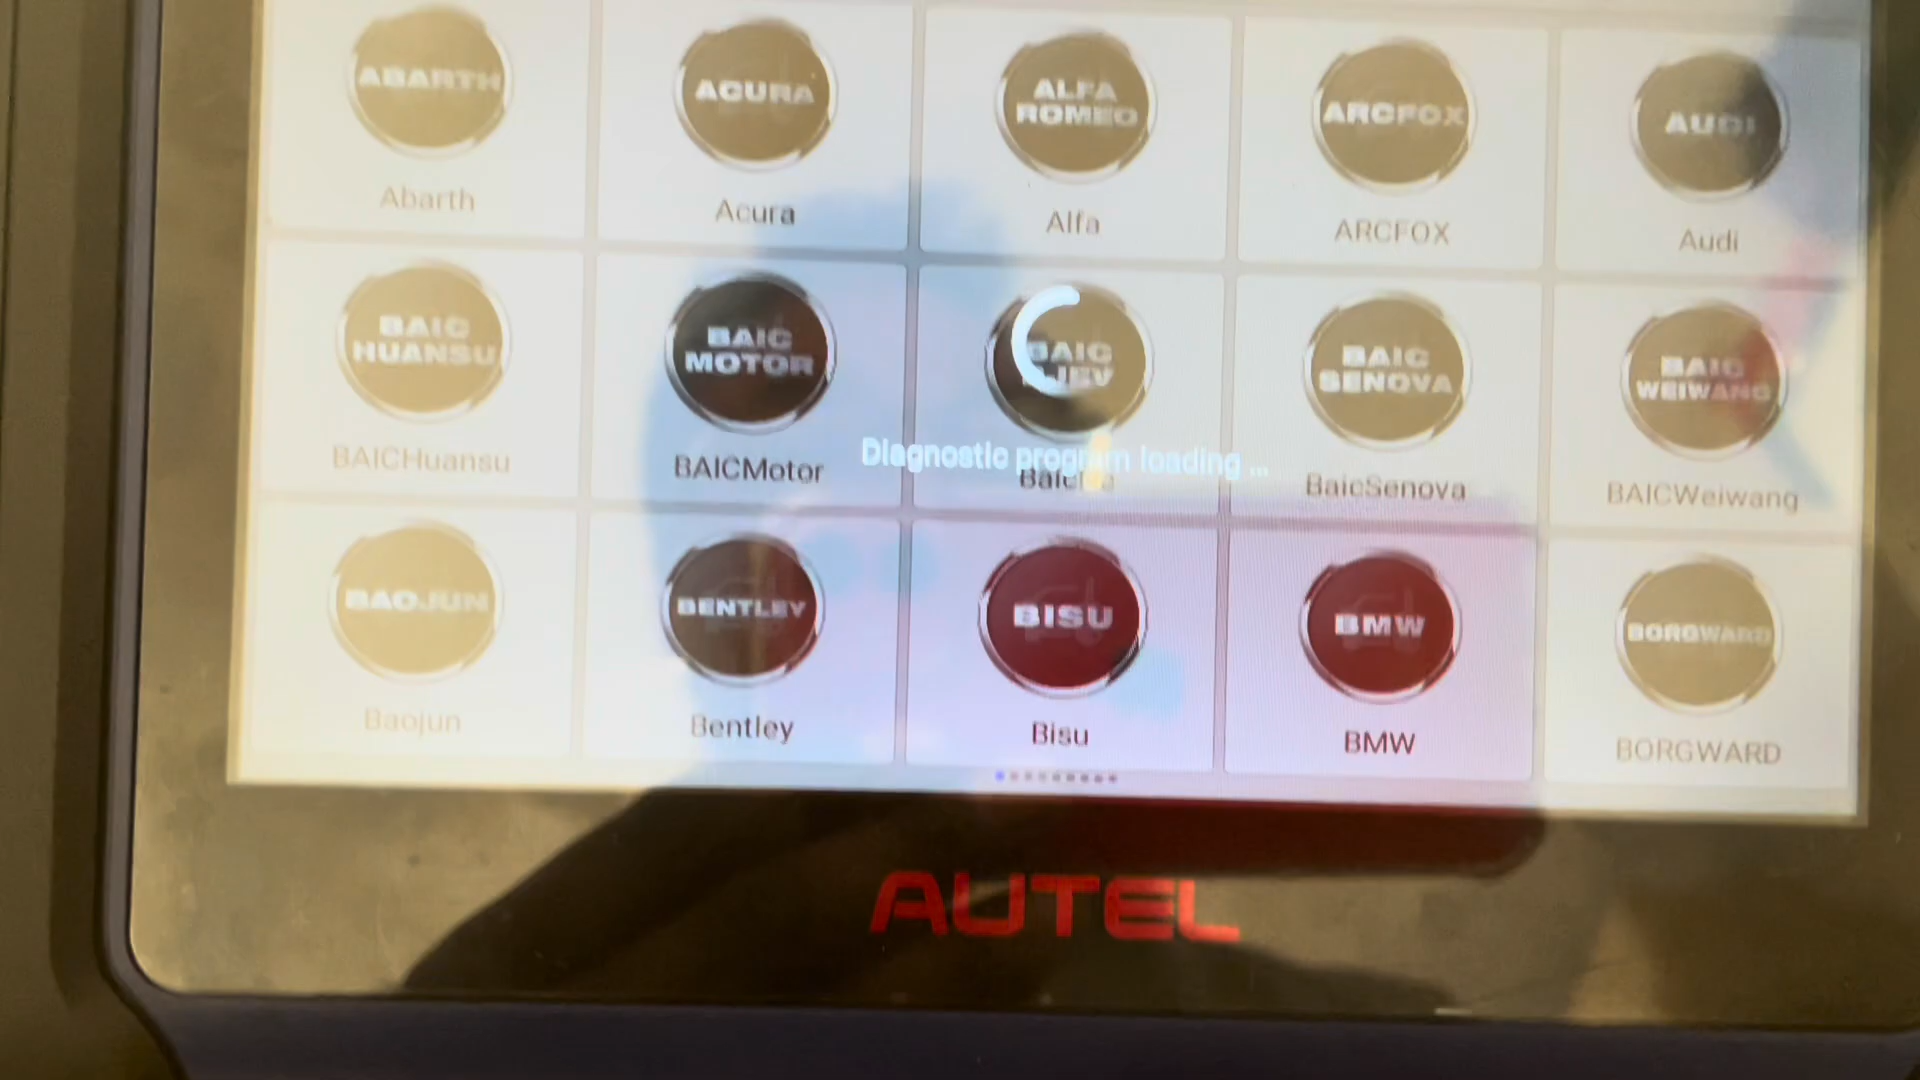 ABARTH
ACURA
ALFA
ROMEO
ARCFOX
AUDI
Abarth
Acura
Alfa
ARCFOX
Audi
BAIC
HUANSU
BAIC
MOTOR
BAIC
BAIC
SENOVA
BAIC
WEIWANG
Diagnostic program loading ...
BAICHuansu
BAICMotor
BaicSenova
BAICWeiwang
BAOJUN
BENTLEY
BISU
BMW
BORGWARD
Baojun
Bentley
Bisu
BMW
BORGWARD
AUTEL